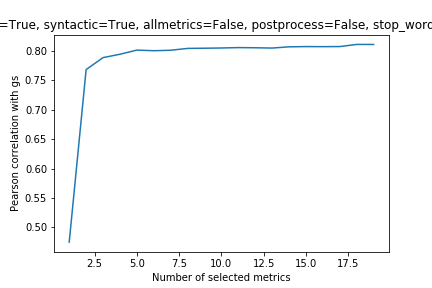 =True, syntactic=True, allmetrics=False, postprocess=False, stop_word
0.80
0.75
0.70
0.65
0.60
0.55
0.50
Pearson correlation with gs
2.5 5.0 7.5 10.0 12.5 15.0 17.5
Number of selected metrics